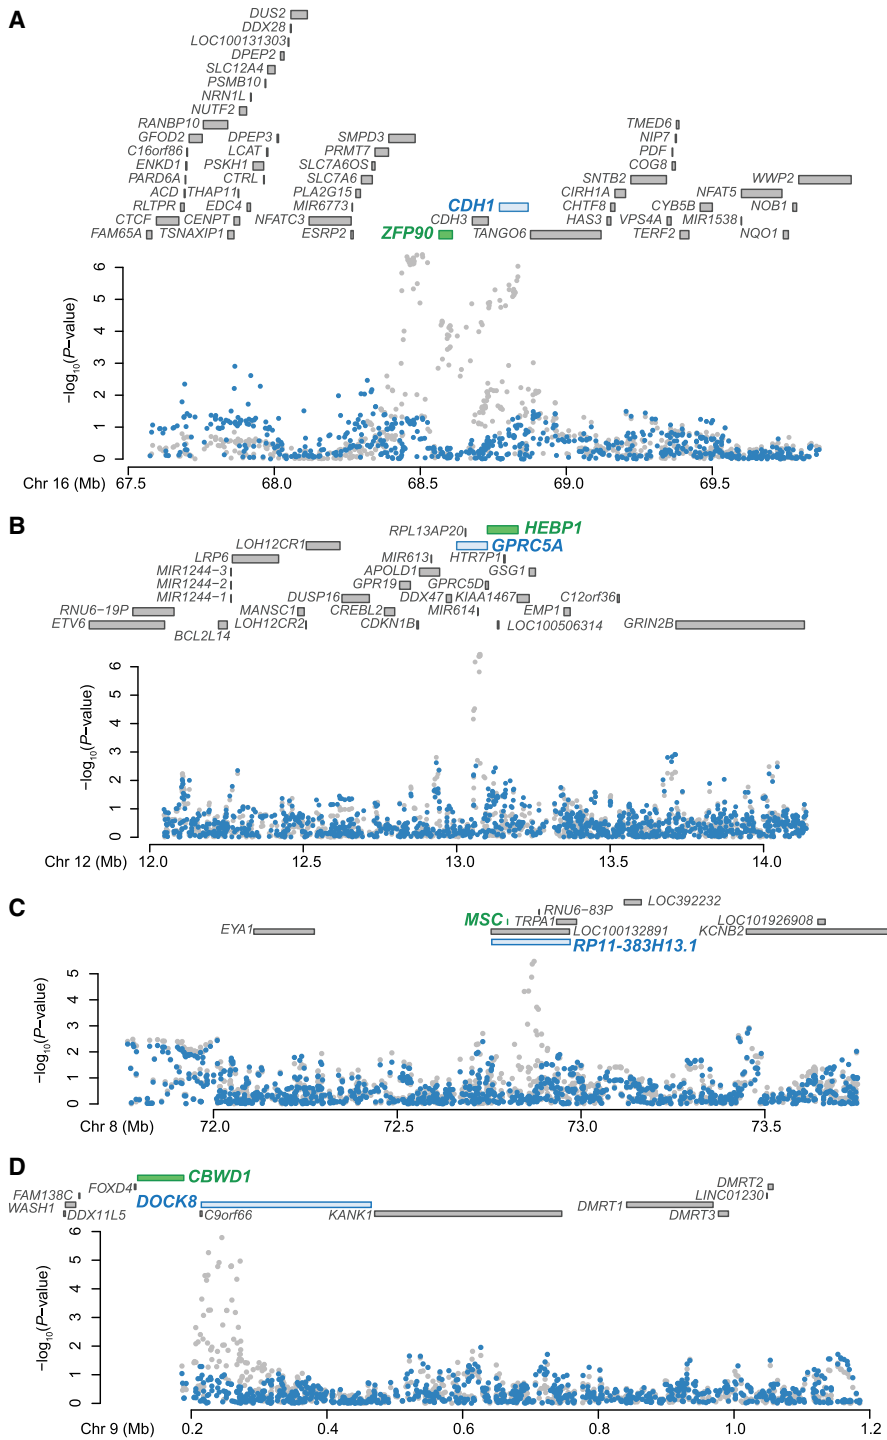 A
DUS2
DDX28
LOC100131303
DPEP2
SLC12A4
PSMB10
NRN1L
NUTF2
RANBP10 TMED6
GFOD2 DPEP3 SMPD3 NIP7
C16orf86 LCAT PRMT7 PDF
ENKD1 PSKH1 SLC7A6OS COG8
PARD6A CTRL SLC7A6 SNTB2 WWP2
ACD THAP11 PLA2G15 CIRH1A NFAT5
RLTPR EDC4 MIR6773 CDH1 CHTF8 CYB5B NOB1
CTCF CENPT NFATC3 CDH3 HAS3 VPS4A MIR1538
FAM65A TSNAXIP1 ESRP2 ZFP90 TANGO6 TERF2 NQO1
−log10(P−value)
6
5
4
3
2
1
0
Chr 16 (Mb) 67.5 68.0 68.5 69.0 69.5
B
RPL13AP20 HEBP1
LOH12CR1 GPRC5A
LRP6 MIR613 HTR7P1
MIR1244−3 APOLD1 GSG1
MIR1244−2 GPR19 GPRC5D
MIR1244−1 DUSP16 DDX47 KIAA1467 C12orf36
RNU6−19P MANSC1 CREBL2 MIR614 EMP1
ETV6 LOH12CR2 CDKN1B LOC100506314 GRIN2B
BCL2L14
−log10(P−value)
6
5
4
3
2
1
0
Chr 12 (Mb) 12.0 12.5 13.0 13.5 14.0
C
LOC392232
RNU6−83P
MSC TRPA1 LOC101926908
EYA1 LOC100132891 KCNB2
RP11-383H13.1
−log10(P−value)
5
4
3
2
1
0
Chr 8 (Mb) 72.0 72.5 73.0 73.5
D
CBWD1
FOXD4 DMRT2
FAM138C LINC01230
WASH1 DOCK8 DMRT1
DDX11L5 C9orf66 KANK1 DMRT3
−log10(P−value)
6
5
4
3
2
1
0
Chr 9 (Mb) 0.2 0.4 0.6 0.8 1.0 1.2